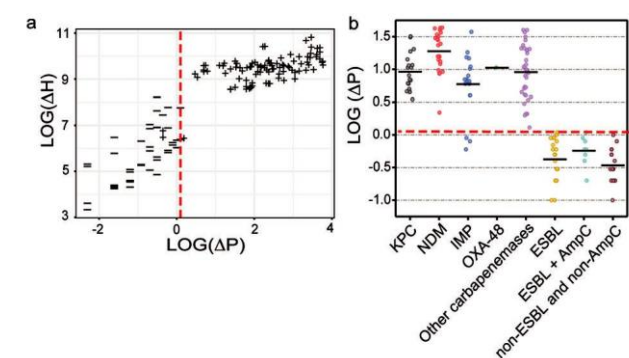 a
11
9
7
5
3
LOG(ΔH)
-2
0
2
4
LOG(ΔP)
b
1.5
1.0
0.5
0.0
-0.5
-1.0
LOG (ΔP)
KPC
NDM
IMP
OXA-48
Other carbapenemases
ESBL
ESBL + AmpC
non-ESBL and non-AmpC